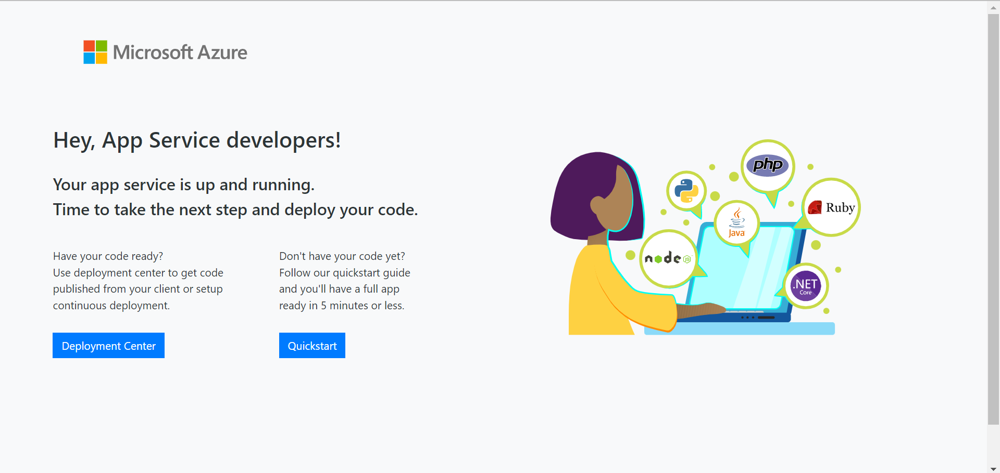 Microsoft Azure
Hey, App Service developers!
Your app service is up and running.
Time to take the next step and deploy your code.
Have your code ready?
Use deployment center to get code
published from your client or setup
continuous deployment.
Deployment Center
Don't have your code yet?
Follow our quickstart guide
and you'll have a full app
ready in 5 minutes or less.
Quickstart
php
Ruby
Java
node
JS
.NET
Core